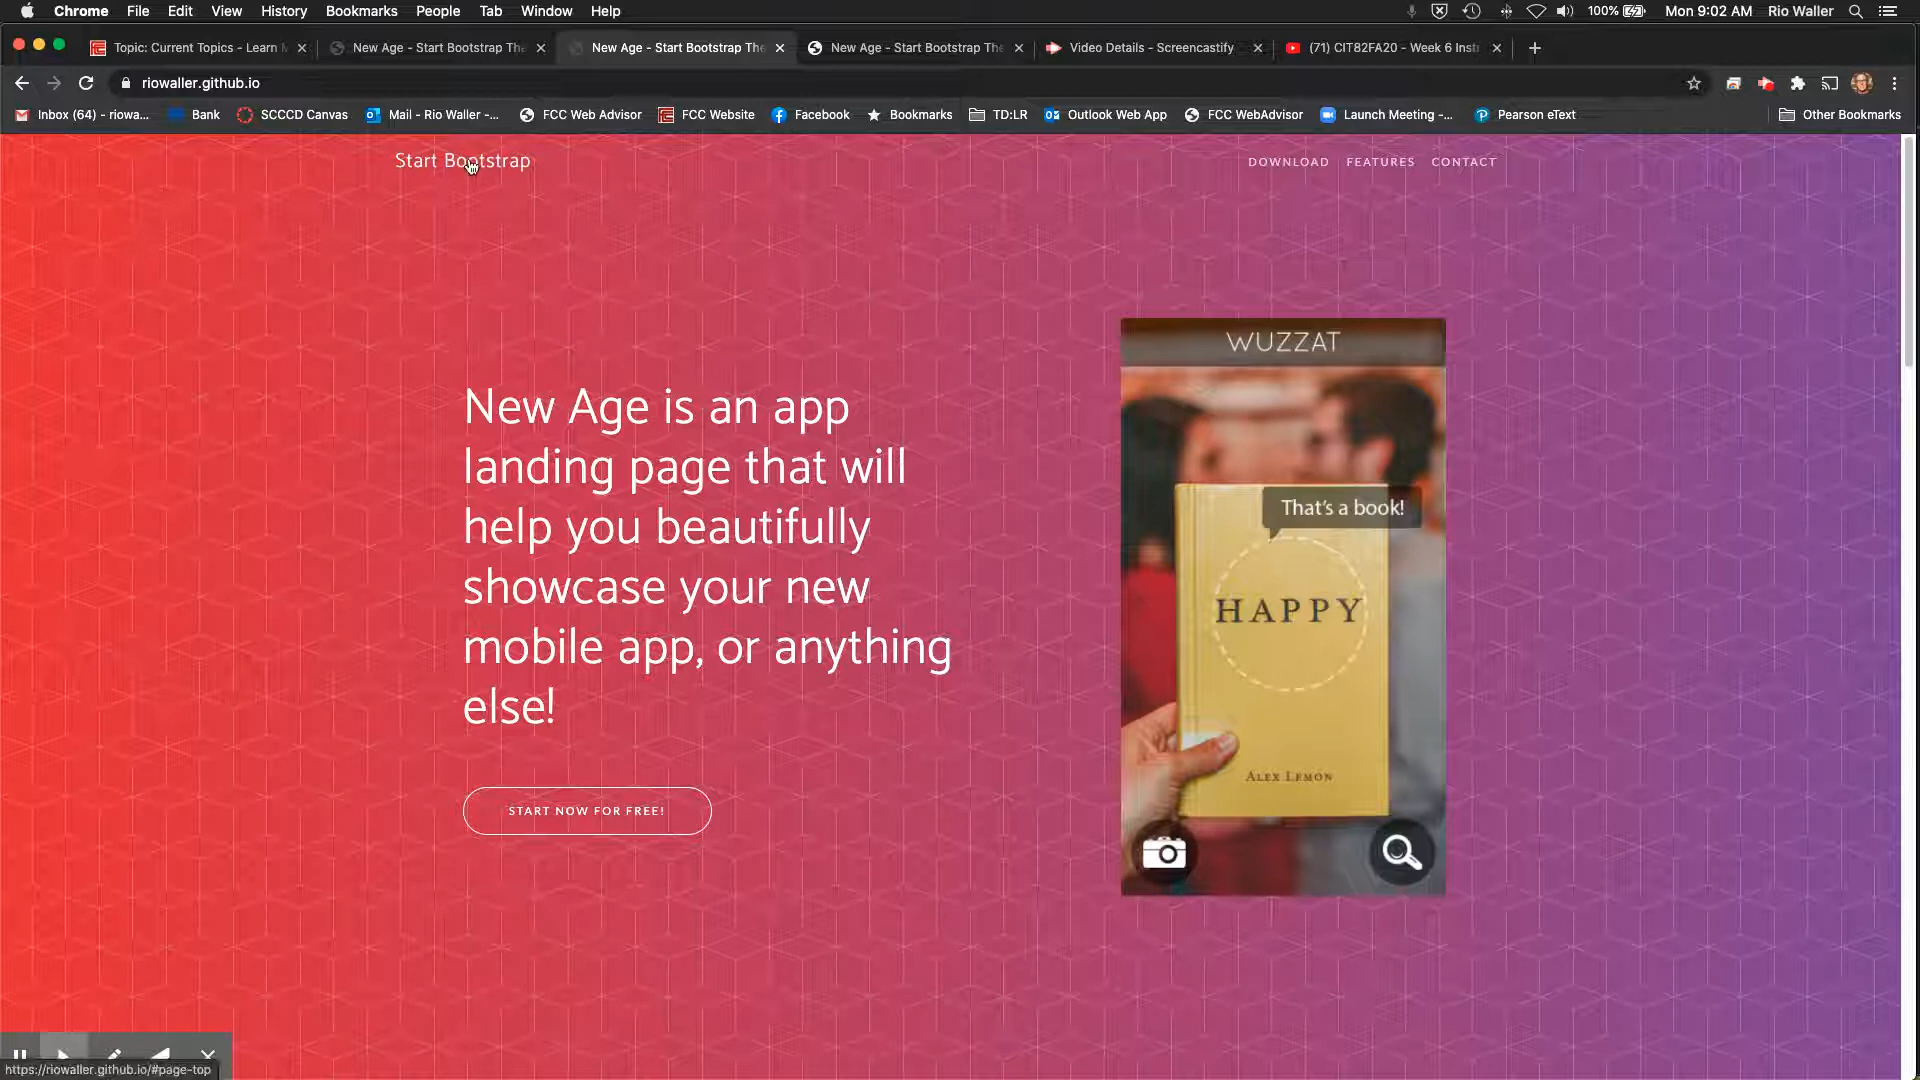 Chrome File Edit View History Bookmarks People Tab Window Help 100% Mon 9:02 AM Rio Waller
Topic: Current Topics - Learn New Age - Start Bootstrap The New Age - Start Bootstrap The New Age - Start Bootstrap The Video Details - Screencastify (71) CIT82FA20 - Week 6 Inst
riowaller.github.io
Inbox (64) - riowa... Bank SCCCD Canvas Mail - Rio Waller -... FCC Web Advisor FCC Website Facebook Bookmarks TD:LR Outlook Web App FCC WebAdvisor Launch Meeting -... Pearson eText Other Bookmarks
Start Bootstrap DOWNLOAD FEATURES CONTACT
WUZZAT
New Age is an app
landing page that will
help you beautifully
showcase your new
mobile app, or anything
else!
That's a book!
HAPPY
ALEX LEMON
START NOW FOR FREE!
https://riowaller.github.io/#page-top